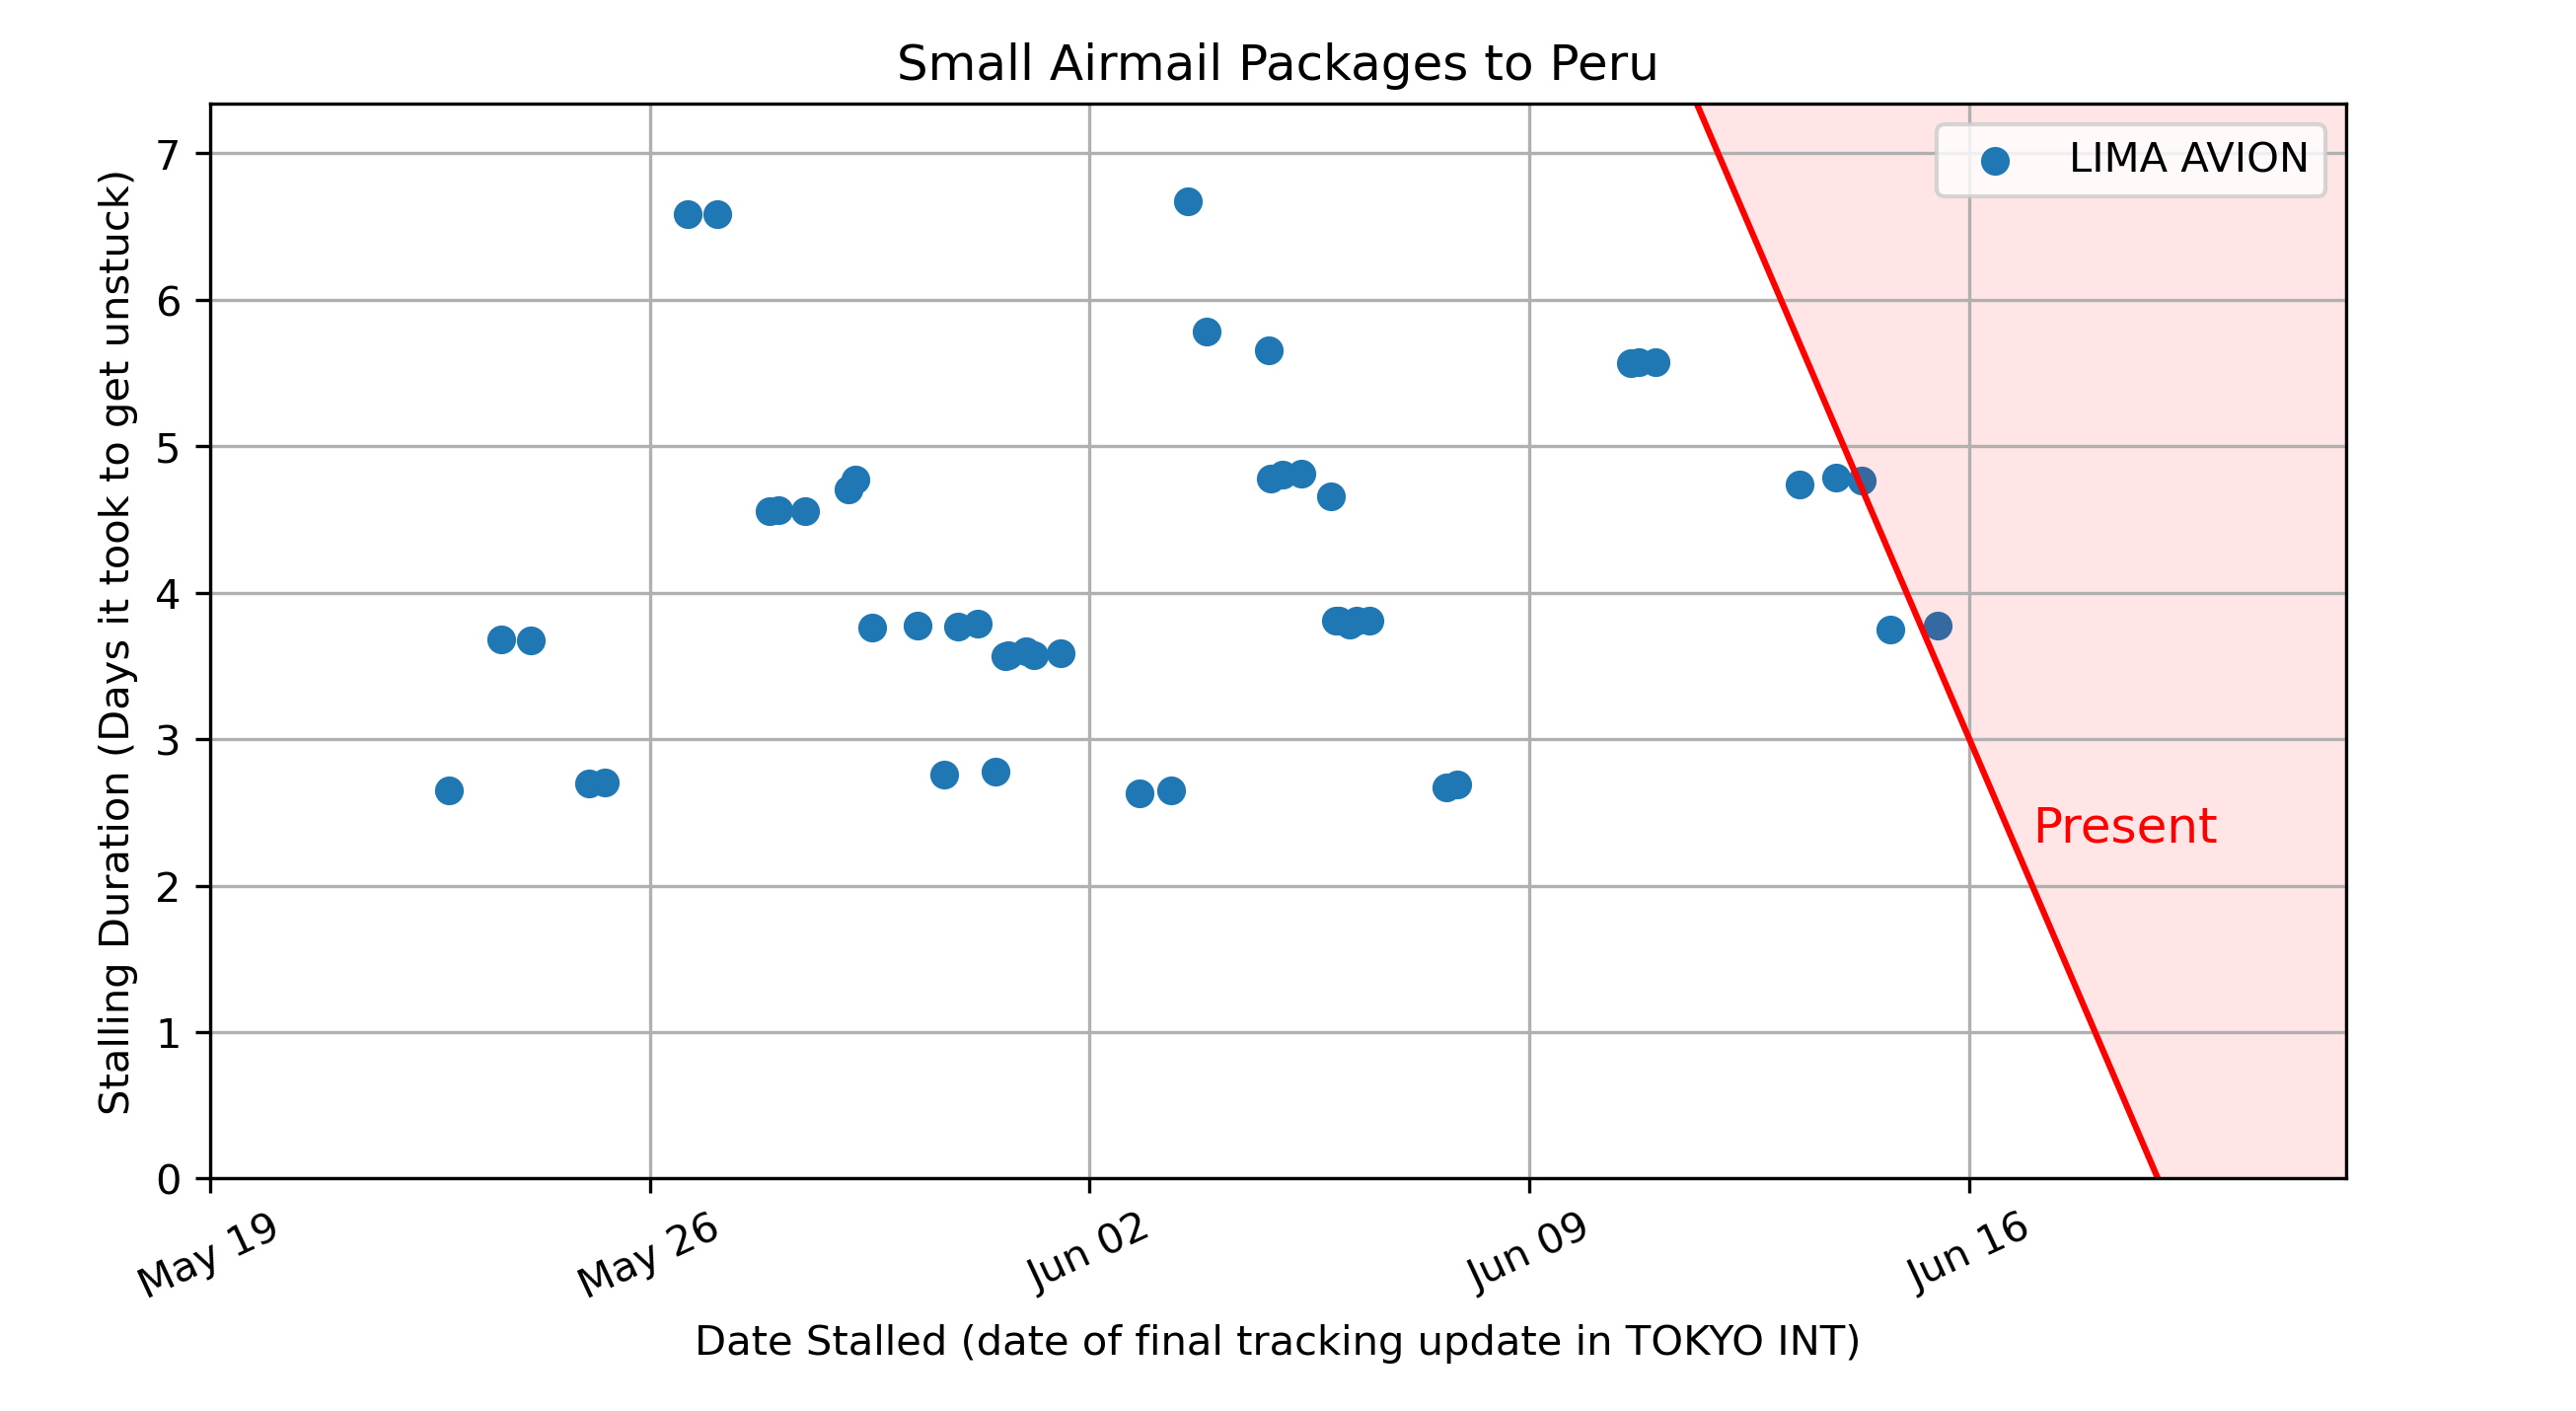 Small Airmail Packages to Peru
LIMA AVION
Present
Stalling Duration (Days it took to get unstuck)
7
6
5
4
3
2
1
0
May 19
May 26
Jun 02
Jun 09
Jun 16
Date Stalled (date of final tracking update in TOKYO INT)